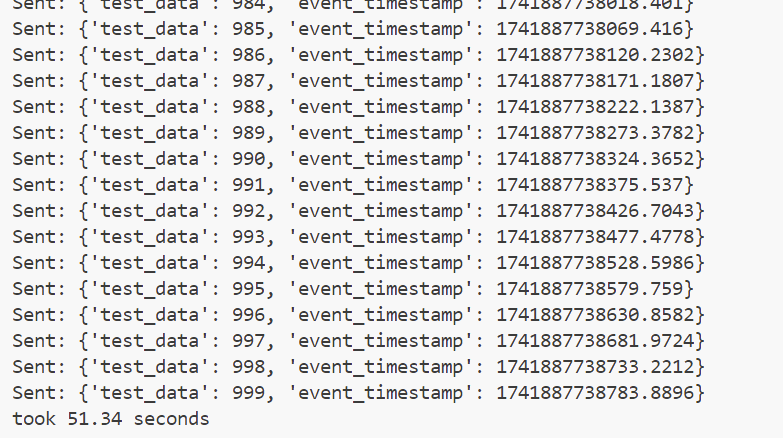 Sent: {'test_data': 984, 'event_timestamp': 1741887738018.401}
Sent: {'test_data': 985, 'event_timestamp': 1741887738069.416}
Sent: {'test_data': 986, 'event_timestamp': 1741887738120.2302}
Sent: {'test_data': 987, 'event_timestamp': 1741887738171.1807}
Sent: {'test_data': 988, 'event_timestamp': 1741887738222.1387}
Sent: {'test_data': 989, 'event_timestamp': 1741887738273.3782}
Sent: {'test_data': 990, 'event_timestamp': 1741887738324.3652}
Sent: {'test_data': 991, 'event_timestamp': 1741887738375.537}
Sent: {'test_data': 992, 'event_timestamp': 1741887738426.7043}
Sent: {'test_data': 993, 'event_timestamp': 1741887738477.4778}
Sent: {'test_data': 994, 'event_timestamp': 1741887738528.5986}
Sent: {'test_data': 995, 'event_timestamp': 1741887738579.759}
Sent: {'test_data': 996, 'event_timestamp': 1741887738630.8582}
Sent: {'test_data': 997, 'event_timestamp': 1741887738681.9724}
Sent: {'test_data': 998, 'event_timestamp': 1741887738733.2212}
Sent: {'test_data': 999, 'event_timestamp': 1741887738783.8896}
took 51.34 seconds